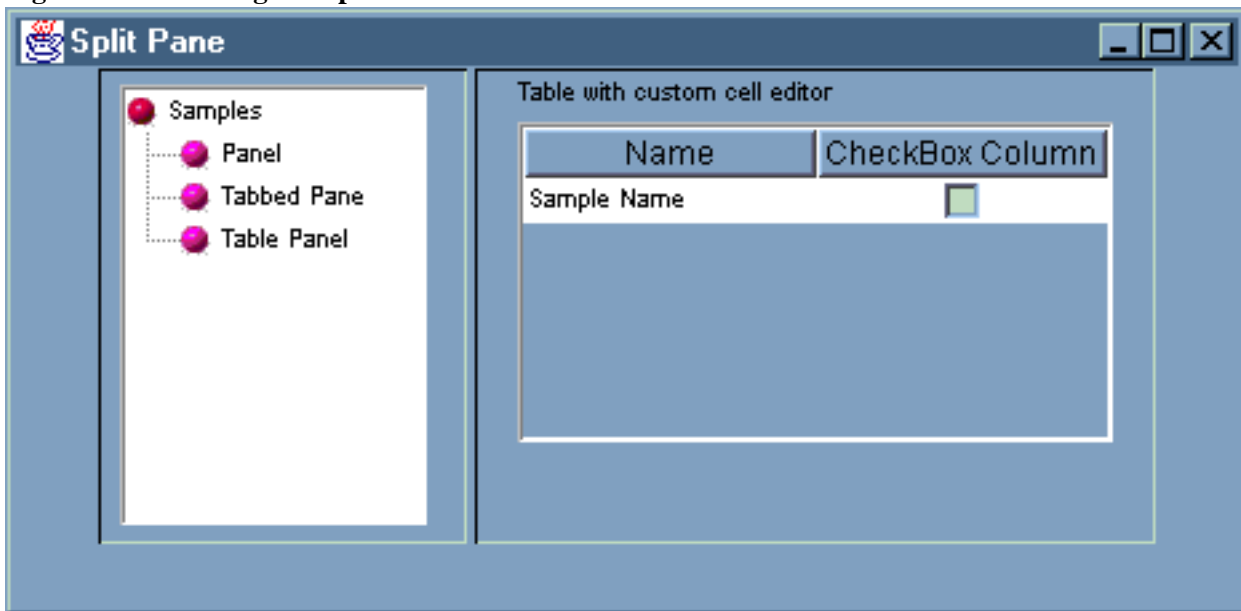 Split Pane
Samples
Panel
Tabbed Pane
Table Panel
Table with custom cell editor
Name CheckBox Column
Sample Name